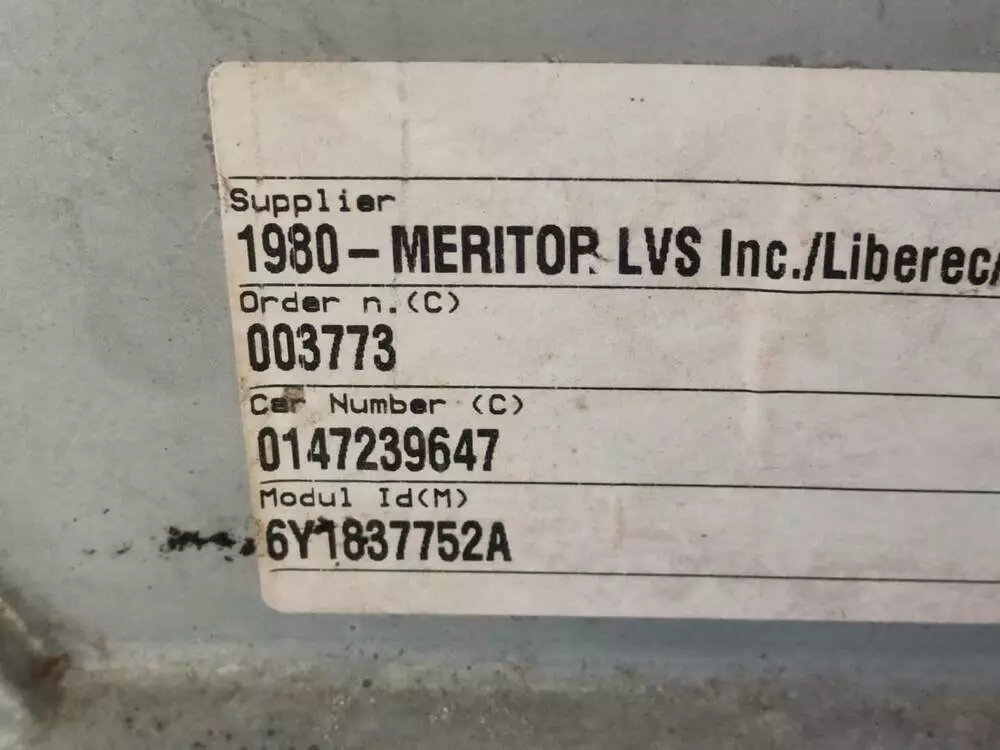 Supplier
1980-MERITOR LVS Inc./Liberec/
Order n.(C)
003773
Car Number (C)
0147239647
Modul Id(M)
6Y1837752A